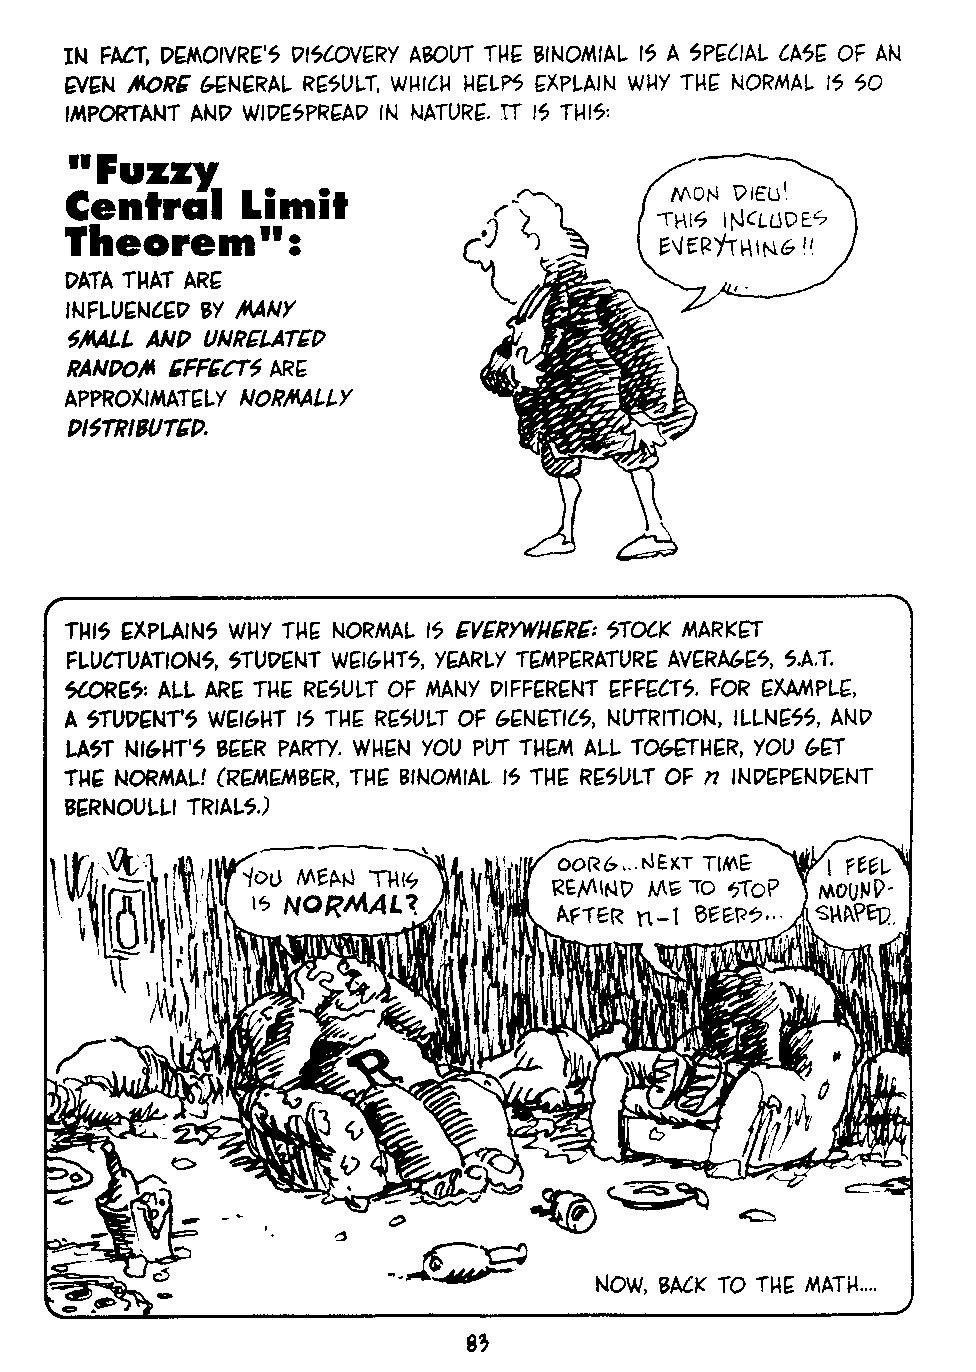 IN FACT, DEMOIVRE'S DISCOVERY ABOUT THE BINOMIAL IS A SPECIAL CASE OF AN
EVEN MORE GENERAL RESULT, WHICH HELPS EXPLAIN WHY THE NORMAL IS SO
IMPORTANT AND WIDESPREAD IN NATURE. IT IS THIS:
"Fuzzy
Central Limit
Theorem":
DATA THAT ARE
INFLUENCED BY MANY
SMALL AND UNRELATED
RANDOM EFFECTS ARE
APPROXIMATELY NORMALLY
DISTRIBUTED.
MON DIEU!
THIS INCLUDES
EVERYTHING!!
THIS EXPLAINS WHY THE NORMAL IS EVERYWHERE: STOCK MARKET
FLUCTUATIONS, STUDENT WEIGHTS, YEARLY TEMPERATURE AVERAGES, S.A.T.
SCORES: ALL ARE THE RESULT OF MANY DIFFERENT EFFECTS. FOR EXAMPLE,
A STUDENT'S WEIGHT IS THE RESULT OF GENETICS, NUTRITION, ILLNESS, AND
LAST NIGHT'S BEER PARTY. WHEN YOU PUT THEM ALL TOGETHER, YOU GET
THE NORMAL! (REMEMBER, THE BINOMIAL IS THE RESULT OF n INDEPENDENT
BERNOULLI TRIALS.)
YOU MEAN THIS
IS NORMAL?
OORG...NEXT TIME
REMIND ME TO STOP
AFTER n-1 BEERS...
I FEEL
MOUND-
SHAPED..
R
NOW, BACK TO THE MATH....
83